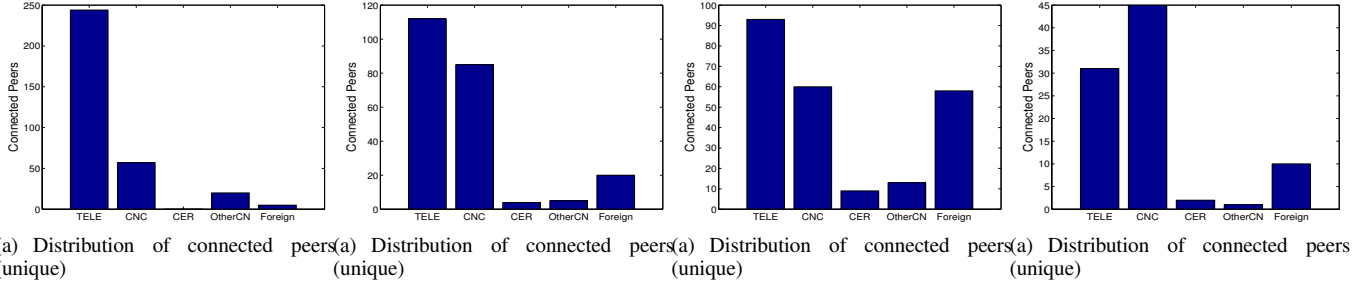 250
200
150
100
50
0
Connected Peers
TELE CNC CER OtherCN Foreign
(a) Distribution of connected peers
(unique)
120
100
80
60
40
20
0
Connected Peers
TELE CNC CER OtherCN Foreign
(a) Distribution of connected peers
(unique)
100
90
80
70
60
50
40
30
20
10
0
Connected Peers
TELE CNC CER OtherCN Foreign
(a) Distribution of connected peers
(unique)
45
40
35
30
25
20
15
10
5
0
Connected Peers
TELE CNC CER OtherCN Foreign
(a) Distribution of connected peers
(unique)